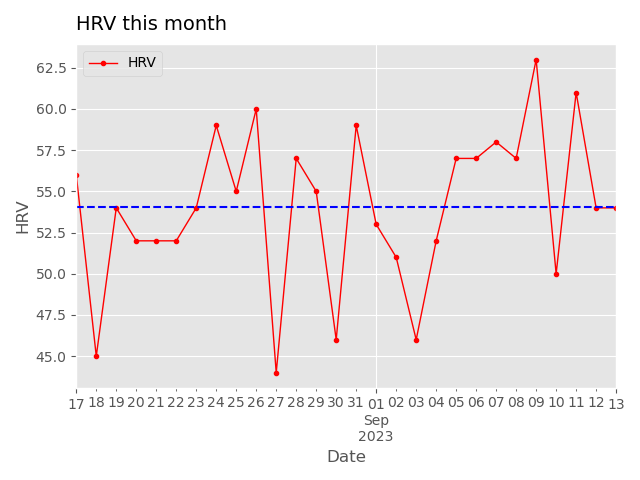 HRV this month
HRV
62.5
60.0
57.5
55.0
52.5
50.0
47.5
45.0
HRV
17 18 19 20 21 22 23 24 25 26 27 28 29 30 31 01 02 03 04 05 06 07 08 09 10 11 12 13
Sep
2023
Date